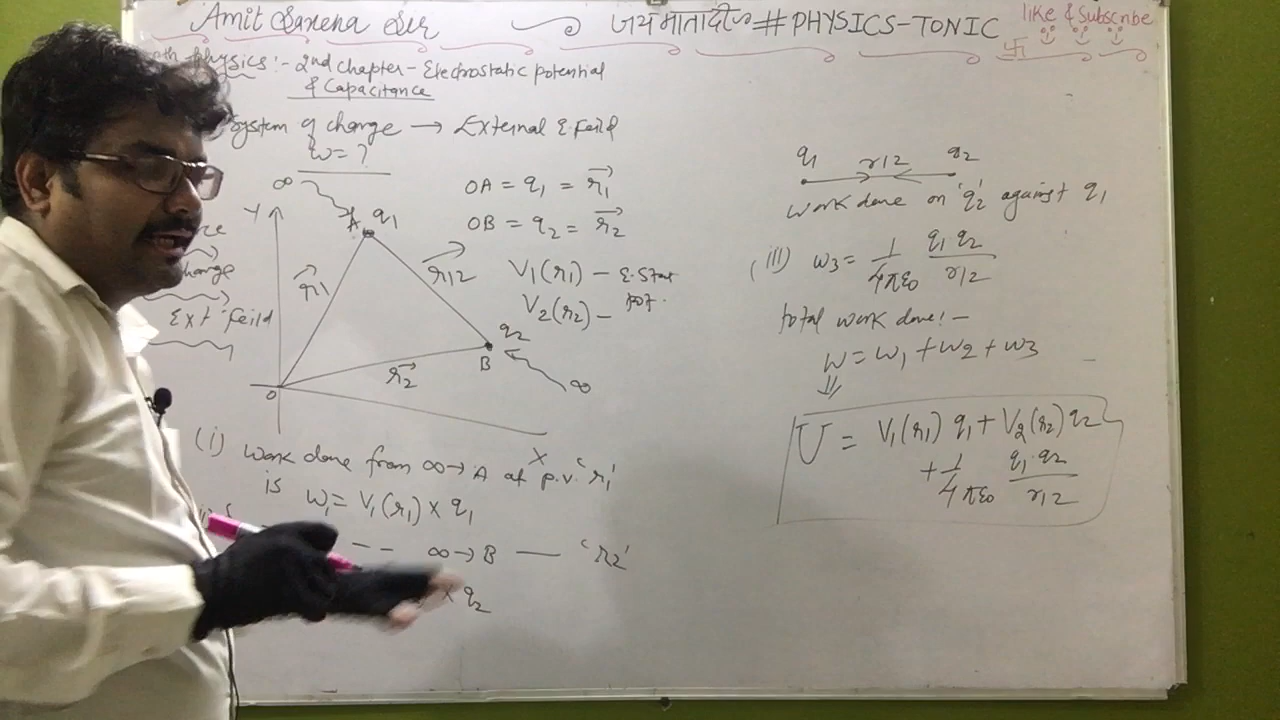 Amit Saxena Sir जय माता दी # PHYSICS-TONIC like & Subscribe
physics :- 2nd chapter - Electrostatic potential
& Capacitance
System of charge → External E. Feild
W = ?
∞
Y
A q1
OA = q1 = r1→
OB = q2 = r2→
r1→
r12→
V1(r1) - E. Stat
V2(r2) - pot.
Ext Feild
q2
B
r2→
∞
O
X
(i) work done from ∞→A at p.v. 'r1'
is W1 = V1(r1) × q1
-- ∞→B — 'r2'
× q2
q1 r12 q2
work done on 'q2' against q1
(iii) W3 = 1/4πε0 q1 q2/r12
total work done :-
W = W1 + W2 + W3
⇓
U = V1(r1) q1 + V2(r2) q2
+ 1/4πε0 q1.q2/r12